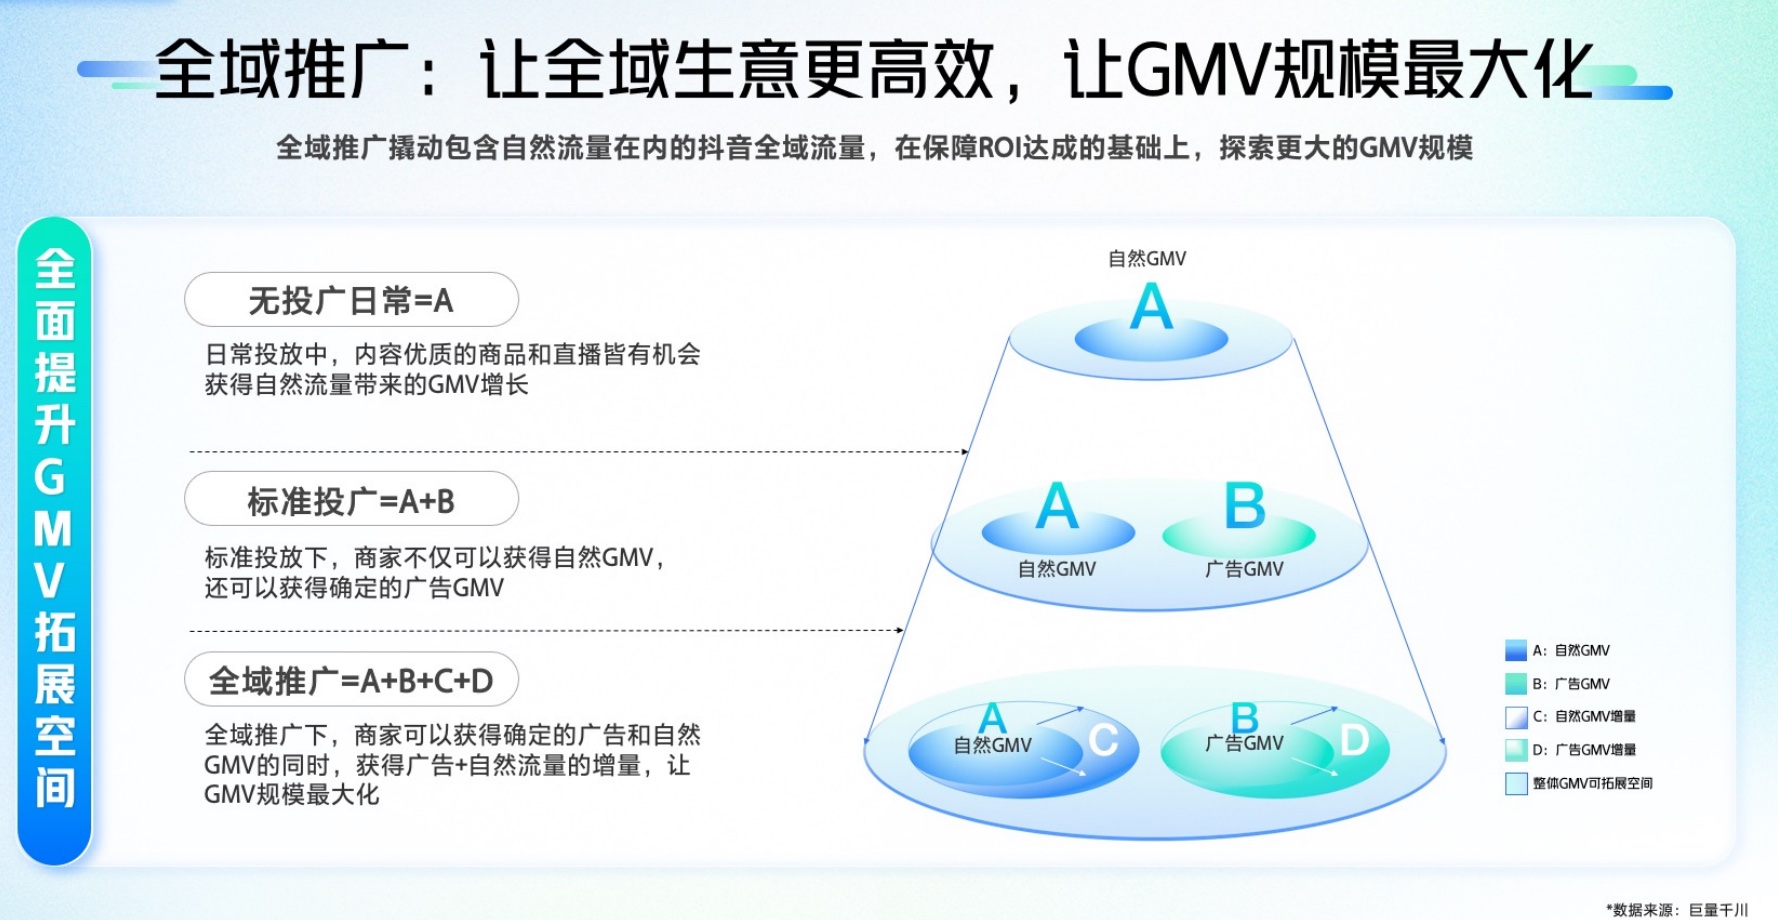 全域推广：让全域生意更高效，让GMV规模最大化
全域推广撬动包含自然流量在内的抖音全域流量，在保障ROI达成的基础上，探索更大的GMV规模
全面提升GMV拓展空间
无投广日常=A
日常投放中，内容优质的商品和直播皆有机会
获得自然流量带来的GMV增长
标准投广=A+B
标准投放下，商家不仅可以获得自然GMV，
还可以获得确定的广告GMV
全域推广=A+B+C+D
全域推广下，商家可以获得确定的广告和自然
GMV的同时，获得广告+自然流量的增量，让
GMV规模最大化
自然GMV
A
A
B
自然GMV
广告GMV
A
自然GMV
C
B
广告GMV
D
A：自然GMV
B：广告GMV
C：自然GMV增量
D：广告GMV增量
整体GMV可拓展空间
*数据来源：巨量千川